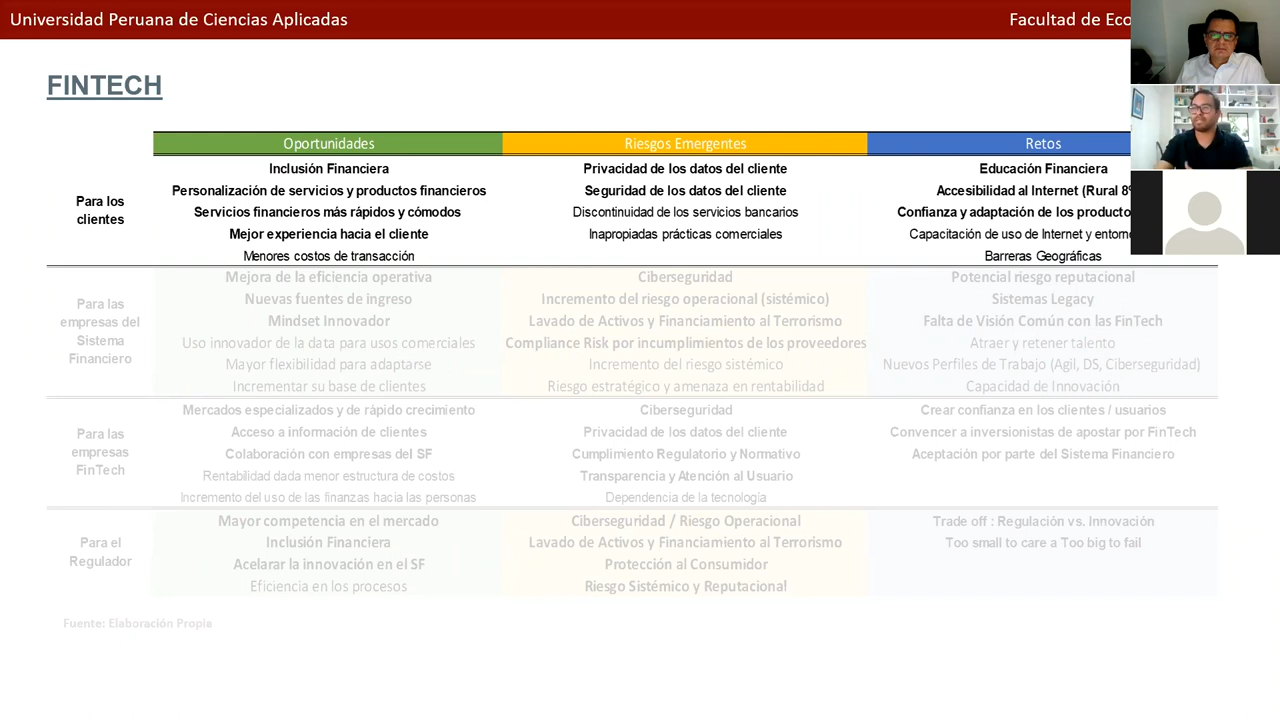 Universidad Peruana de Ciencias Aplicadas
Facultad de Eco
FINTECH
Oportunidades
Riesgos Emergentes
Retos
Para los
clientes
Inclusión Financiera
Personalización de servicios y productos financieros
Servicios financieros más rápidos y cómodos
Mejor experiencia hacia el cliente
Menores costos de transacción
Privacidad de los datos del cliente
Seguridad de los datos del cliente
Discontinuidad de los servicios bancarios
Inapropiadas prácticas comerciales
Educación Financiera
Accesibilidad al Internet (Rural 8%
Confianza y adaptación de los producto
Capacitación de uso de Internet y entorn
Barreras Geográficas
Para las
empresas del
Sistema
Financiero
Mejora de la eficiencia operativa
Nuevas fuentes de ingreso
Mindset Innovador
Uso innovador de la data para usos comerciales
Mayor flexibilidad para adaptarse
Incrementar su base de clientes
Ciberseguridad
Incremento del riesgo operacional (sistémico)
Lavado de Activos y Financiamiento al Terrorismo
Compliance Risk por incumplimientos de los proveedores
Incremento del riesgo sistémico
Riesgo estratégico y amenaza en rentabilidad
Potencial riesgo reputacional
Sistemas Legacy
Falta de Visión Común con las FinTech
Atraer y retener talento
Nuevos Perfiles de Trabajo (Agil, DS, Ciberseguridad)
Capacidad de Innovación
Para las
empresas
FinTech
Mercados especializados y de rápido crecimiento
Acceso a información de clientes
Colaboración con empresas del SF
Rentabilidad dada menor estructura de costos
Incremento del uso de las finanzas hacia las personas
Ciberseguridad
Privacidad de los datos del cliente
Cumplimiento Regulatorio y Normativo
Transparencia y Atención al Usuario
Dependencia de la tecnología
Crear confianza en los clientes / usuarios
Convencer a inversionistas de apostar por FinTech
Aceptación por parte del Sistema Financiero
Para el
Regulador
Mayor competencia en el mercado
Inclusión Financiera
Acelarar la innovación en el SF
Eficiencia en los procesos
Ciberseguridad / Riesgo Operacional
Lavado de Activos y Financiamiento al Terrorismo
Protección al Consumidor
Riesgo Sistémico y Reputacional
Trade off : Regulación vs. Innovación
Too small to care a Too big to fail
Fuente: Elaboración Propia